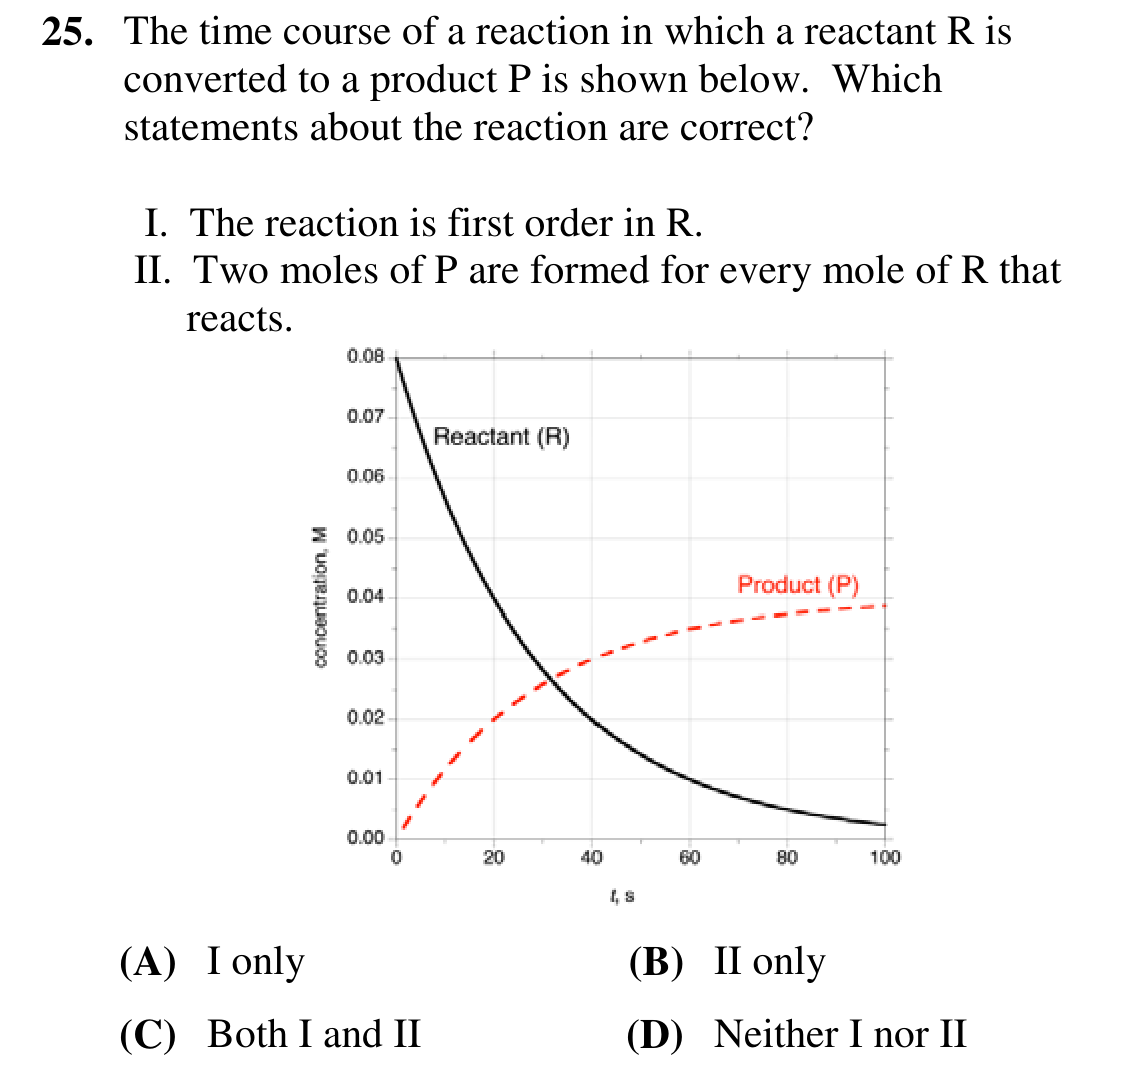 25. The time course of a reaction in which a reactant R is
converted to a product P is shown below. Which
statements about the reaction are correct?
I. The reaction is first order in R.
II. Two moles of P are formed for every mole of R that
reacts.
0.08
0.07
Reactant (R)
0.06
0.05
concentration, M
Product (P)
0.04
0.03
0.02
0.01
0.00
0 20 40 60 80 100
t, s
(A) I only (B) II only
(C) Both I and II (D) Neither I nor II